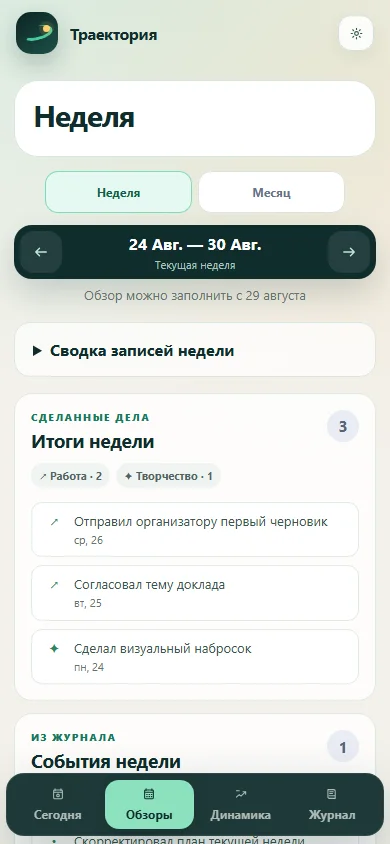 Траектория
Неделя
Неделя
Месяц
24 Авг. — 30 Авг.
Текущая неделя
Обзор можно заполнить с 29 августа
Сводка записей недели
СДЕЛАННЫЕ ДЕЛА
3
Итоги недели
Работа · 2
Творчество · 1
Отправил организатору первый черновик
ср, 26
Согласовал тему доклада
вт, 25
Сделал визуальный набросок
пн, 24
ИЗ ЖУРНАЛА
1
События недели
Сегодня
Обзоры
Динамика
Журнал
Скорректировал план текущей недели